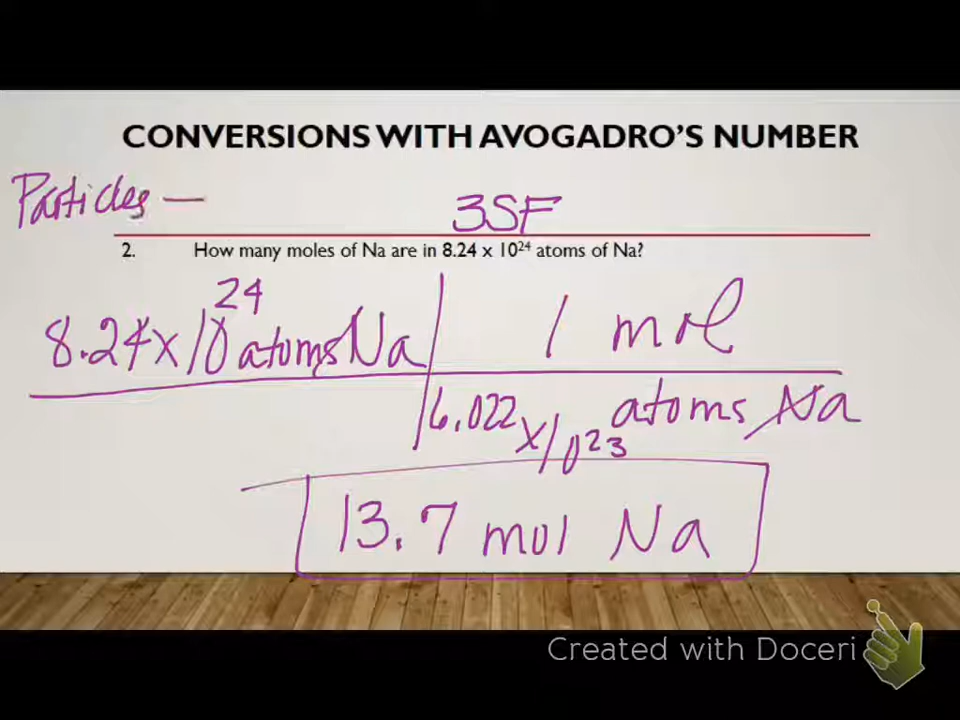 CONVERSIONS WITH AVOGADRO'S NUMBER
Particles —
3SF
2. How many moles of Na are in 8.24 x 10²⁴ atoms of Na?
8.24 x 10²⁴ atoms Na | 1 mol
6.022 x 10²³ atoms Na
13.7 mol Na
Created with Doceri